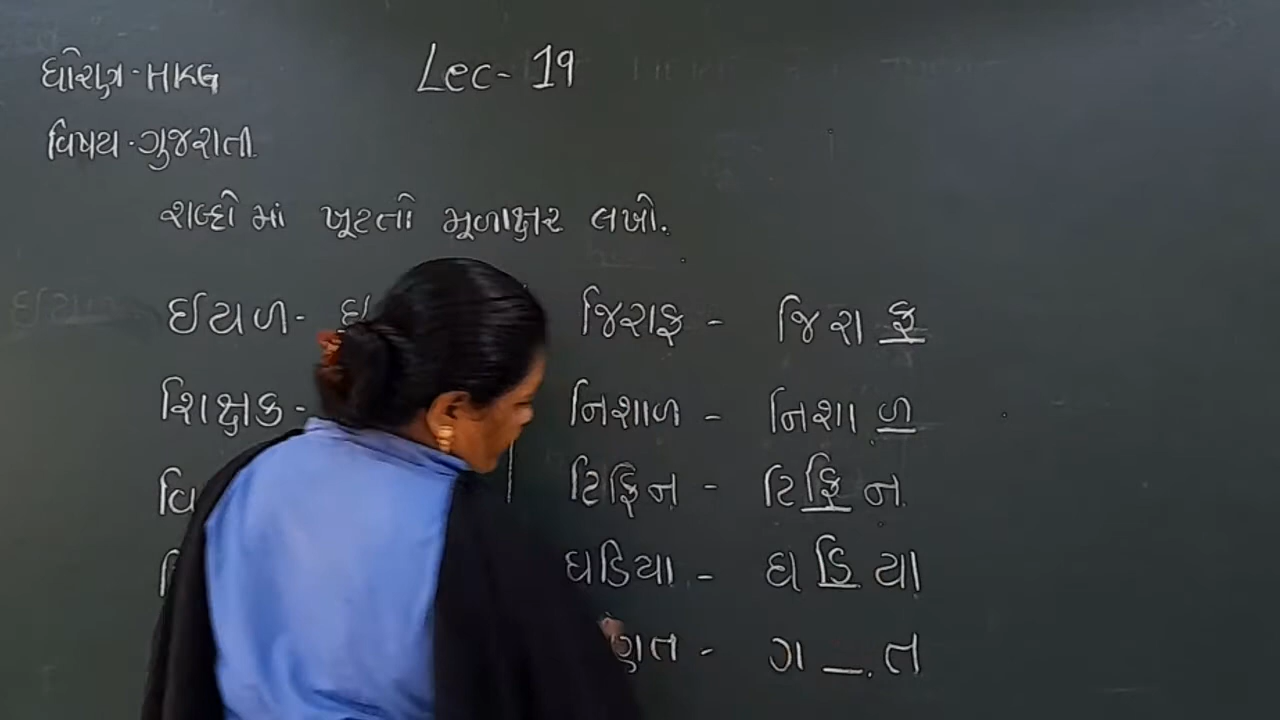 ધોરણ - HKG
Lec - 19
વિષય - ગુજરાતી.
શબ્દો માં ખૂટતો મૂળાક્ષર લખો.
ઈયળ - જિરાફ - જિ રા ફ
શિક્ષક - નિશાળ - નિ શા ળ
વિ ટિફિન - ટિ ફિ ન
ઘડિયા - ઘ ડિ યા
ણત - ગ _ ત